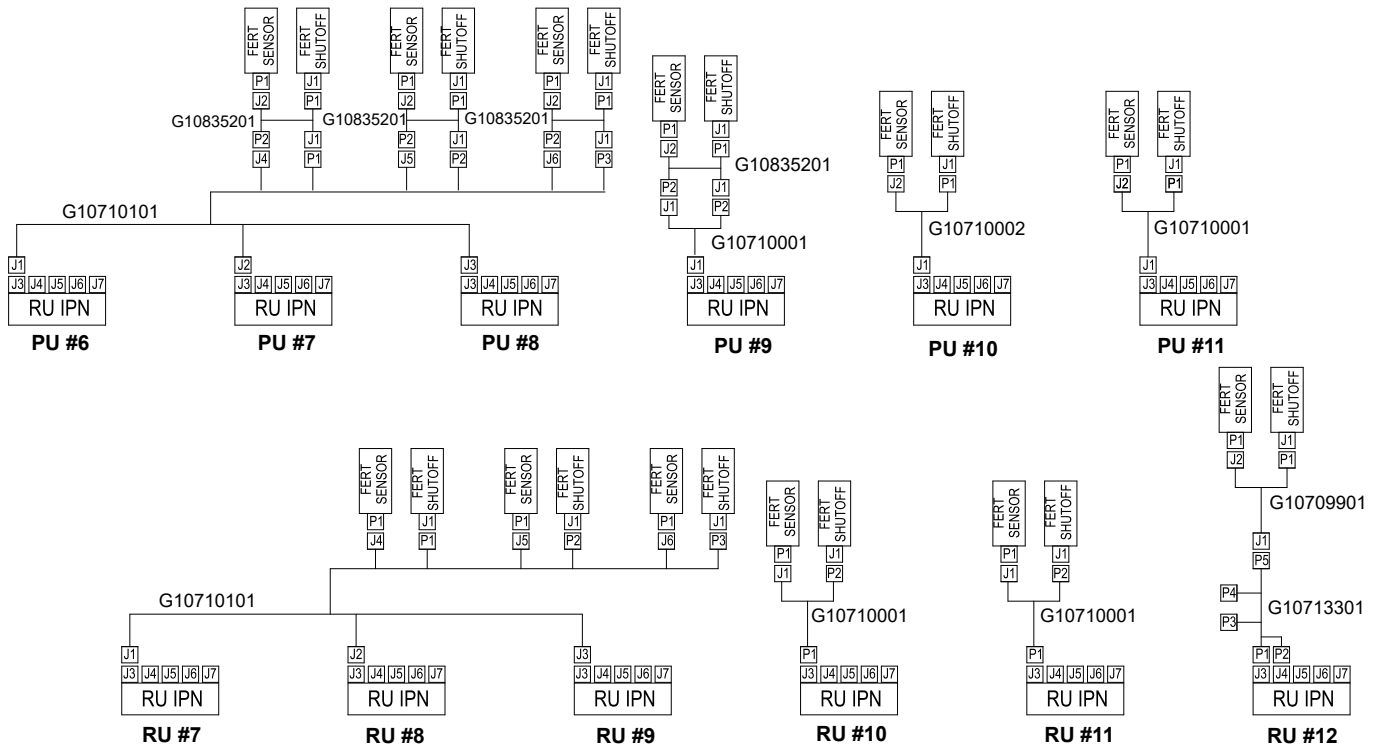 FERT SENSOR
FERT SHUTOFF
FERT SENSOR
FERT SHUTOFF
FERT SENSOR
FERT SHUTOFF
P1 J1 P1 J1 P1 J1
J2 P1 J2 P1 J2 P1
G10835201 G10835201 G10835201
P2 J1 P2 J1 P2 J1
J4 P1 J5 P2 J6 P3
G10710101
J1 J2 J3
J3 J4 J5 J6 J7
RU IPN
PU #6
J3 J4 J5 J6 J7
RU IPN
PU #7
J3 J4 J5 J6 J7
RU IPN
PU #8
FERT SENSOR
FERT SHUTOFF
P1 J1
J2 P1
G10835201
P2 J1
J1 P2
G10710001
J1
J3 J4 J5 J6 J7
RU IPN
PU #9
FERT SENSOR
FERT SHUTOFF
P1 J1
J2 P1
G10710002
J1
J3 J4 J5 J6 J7
RU IPN
PU #10
FERT SENSOR
FERT SHUTOFF
P1 J1
J2 P1
G10710001
J1
J3 J4 J5 J6 J7
RU IPN
PU #11
FERT SENSOR
FERT SHUTOFF
FERT SENSOR
FERT SHUTOFF
FERT SENSOR
FERT SHUTOFF
P1 J1 P1 J1 P1 J1
J4 P1 J5 P2 J6 P3
G10710101
J1 J2 J3
J3 J4 J5 J6 J7
RU IPN
RU #7
J3 J4 J5 J6 J7
RU IPN
RU #8
J3 J4 J5 J6 J7
RU IPN
RU #9
FERT SENSOR
FERT SHUTOFF
P1 J1
J1 P2
G10710001
P1
J3 J4 J5 J6 J7
RU IPN
RU #10
FERT SENSOR
FERT SHUTOFF
P1 J1
J1 P2
G10710001
P1
J3 J4 J5 J6 J7
RU IPN
RU #11
FERT SENSOR
FERT SHUTOFF
P1 J1
J2 P1
G10709901
J1
P5
P4
G10713301
P3
P1 P2
J3 J4 J5 J6 J7
RU IPN
RU #12